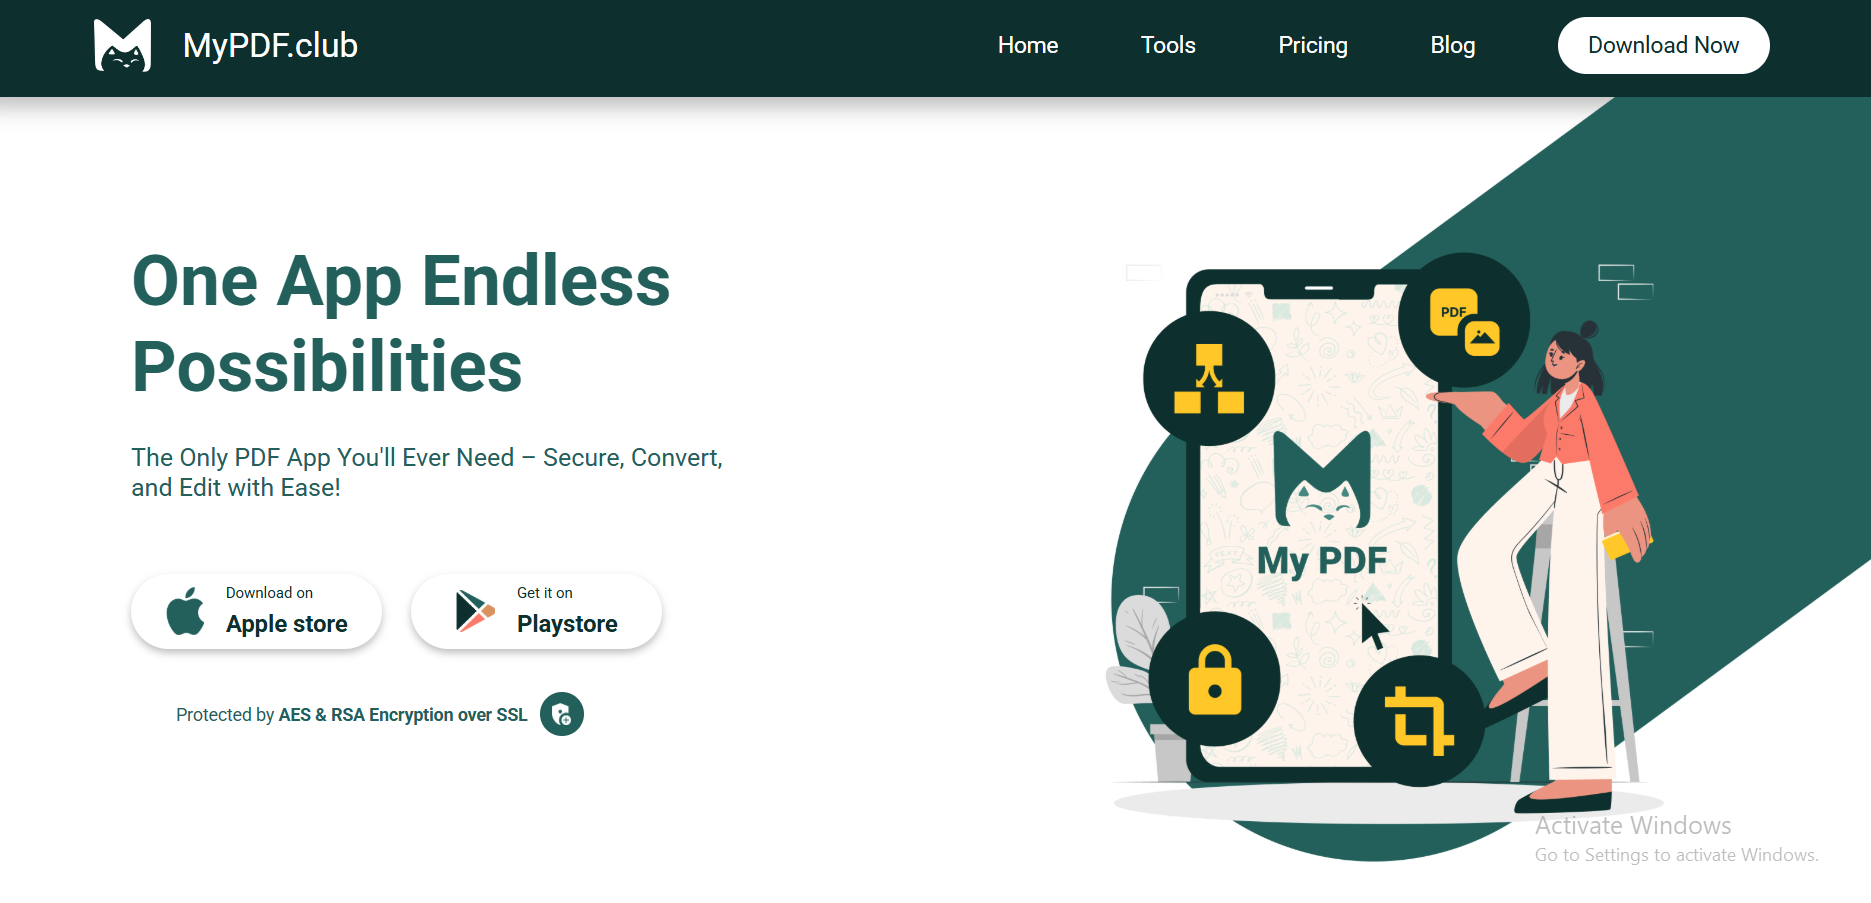 MyPDF.club
Home
Tools
Pricing
Blog
Download Now
One App Endless
Possibilities
The Only PDF App You'll Ever Need – Secure, Convert,
and Edit with Ease!
Download on
Apple store
Get it on
Playstore
Protected by AES & RSA Encryption over SSL
PDF
My PDF
Activate Windows
Go to Settings to activate Windows.